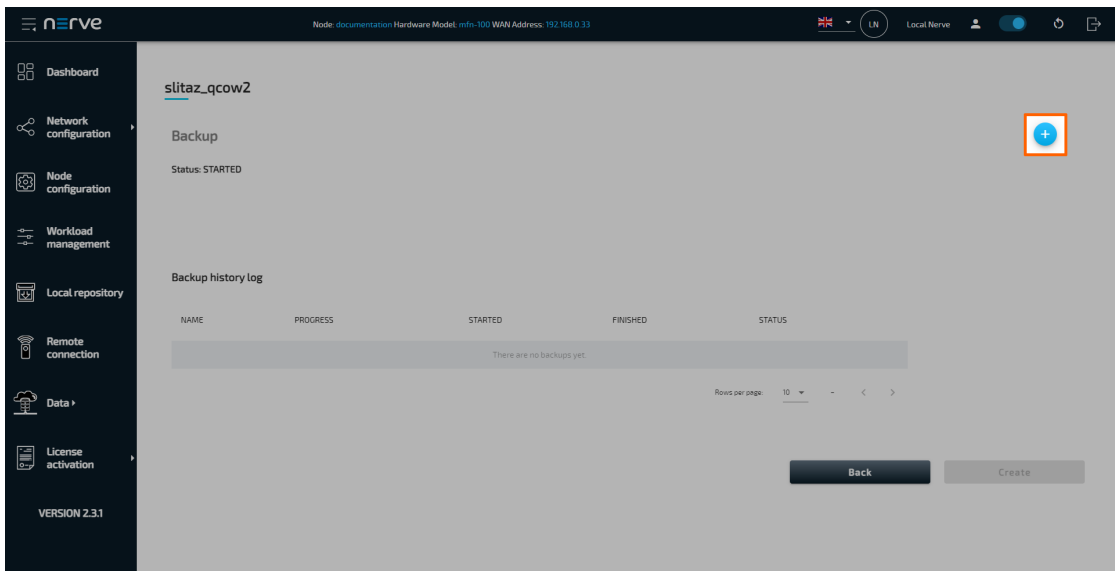 nerve
Node: documentation Hardware Model: mfn-100 WAN Address: 192.168.0.33
LN
Local Nerve
Dashboard
Network
configuration
Node
configuration
Workload
management
Local repository
Remote
connection
Data
License
activation
VERSION 2.3.1
slitaz_qcow2
Backup
+
Status: STARTED
Backup history log
NAME PROGRESS STARTED FINISHED STATUS
There are no backups yet.
Rows per page: 10 - < >
Back Create